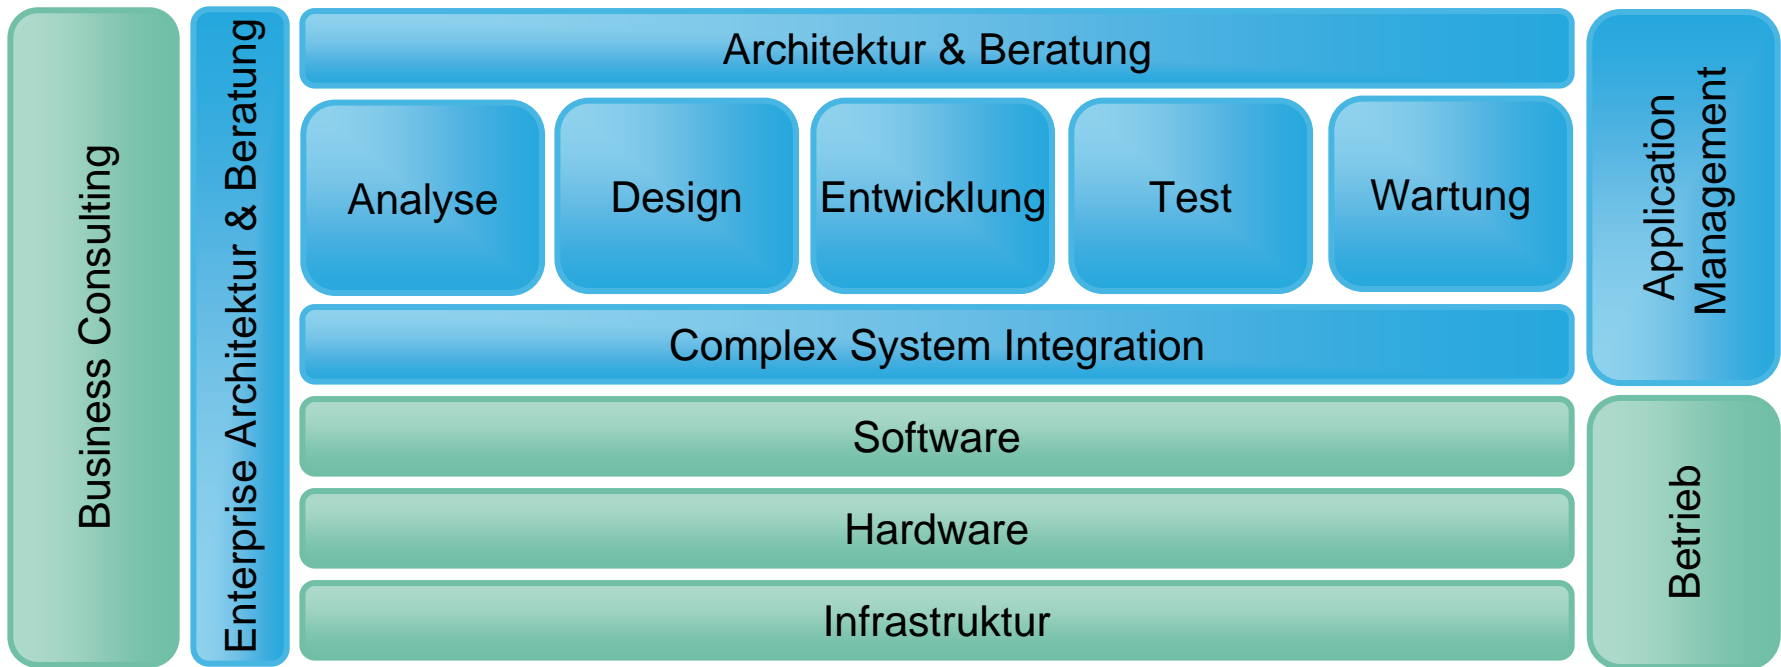 Business Consulting
Enterprise Architektur & Beratung
Architektur & Beratung
Analyse
Design
Entwicklung
Test
Wartung
Complex System Integration
Software
Hardware
Infrastruktur
Application
Management
Betrieb